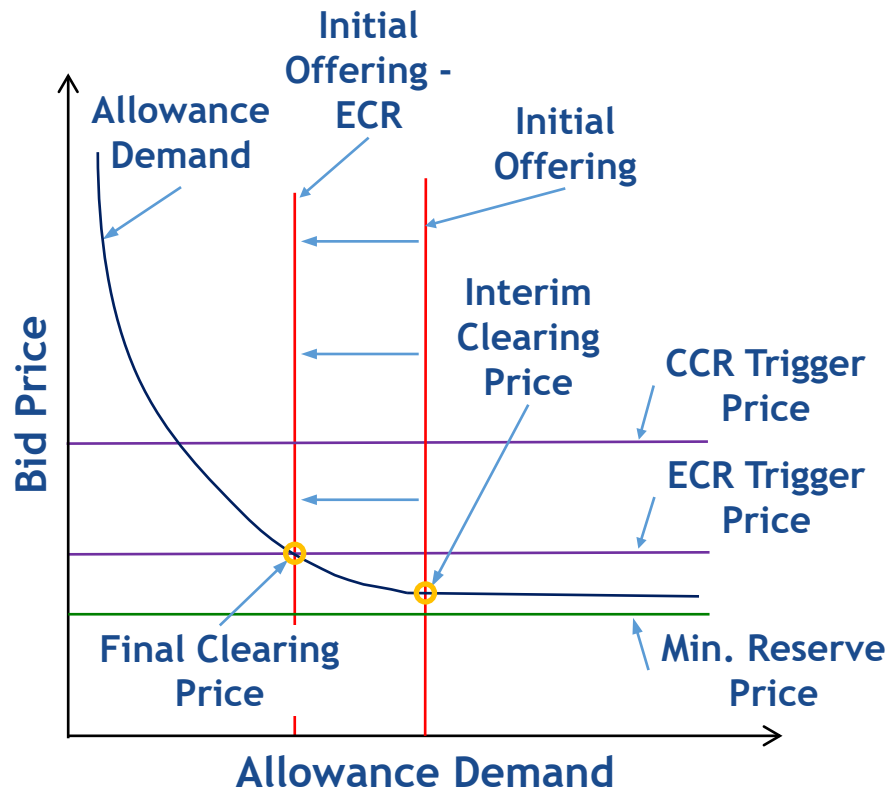 Initial
Offering -
ECR
Allowance
Demand
Initial
Offering
Interim
Clearing
Price
CCR Trigger
Price
ECR Trigger
Price
Bid Price
Final Clearing
Price
Min. Reserve
Price
Allowance Demand